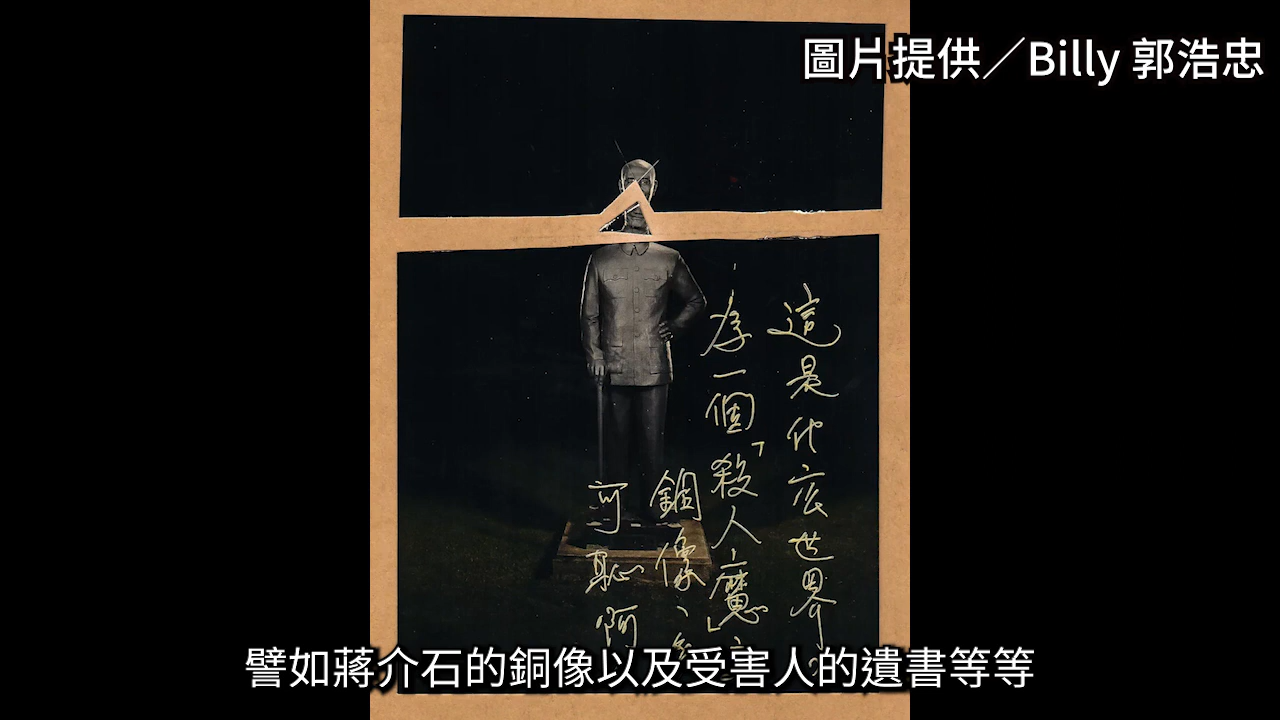 圖片提供／Billy 郭浩忠
這是什庅世界。
一個「殺人魔」
銅像、
可恥啊
譬如蔣介石的銅像以及受害人的遺書等等